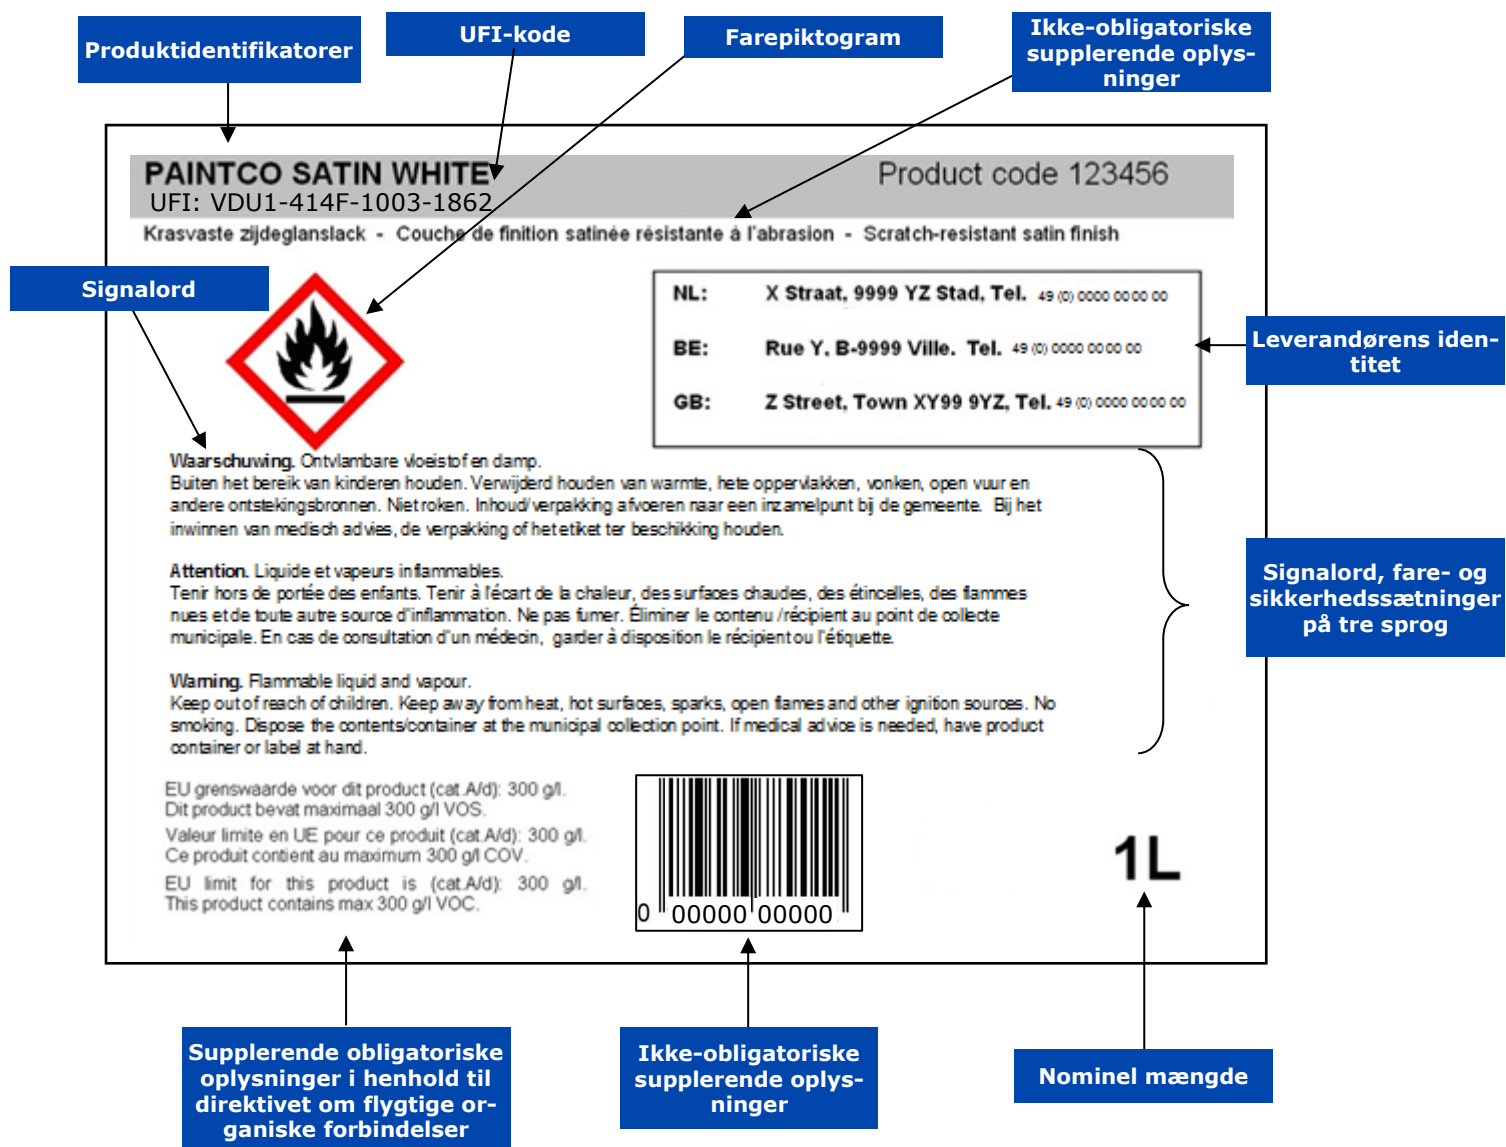 Produktidentifikatorer
UFI-kode
Farepiktogram
Ikke-obligatoriske
supplerende oplys-
ninger
PAINTCO SATIN WHITE
Product code 123456
UFI: VDU1-414F-1003-1862
Krasvaste zijdeglanslack - Couche de finition satinée résistante à l'abrasion - Scratch-resistant satin finish
Signalord
NL: X Straat, 9999 YZ Stad, Tel. 49 (0) 0000 00 00 00
BE: Rue Y, B-9999 Ville. Tel. 49 (0) 0000 00 00 00
GB: Z Street, Town XY99 9YZ, Tel. 49 (0) 0000 00 00 00
Leverandørens iden-
titet
Waarschuwing. Ontvlambare vloeistof en damp.
Buiten het bereik van kinderen houden. Verwijderd houden van warmte, hete oppervlakken, vonken, open vuur en
andere ontstekingsbronnen. Niet roken. Inhoud/verpakking afvoeren naar een inzamelpunt bij de gemeente. Bij het
inwinnen van medisch advies, de verpakking of het etiket ter beschikking houden.
Attention. Liquide et vapeurs inflammables.
Tenir hors de portée des enfants. Tenir à l'écart de la chaleur, des surfaces chaudes, des étincelles, des flammes
nues et de toute autre source d'inflammation. Ne pas fumer. Éliminer le contenu /récipient au point de collecte
municipale. En cas de consultation d'un médecin, garder à disposition le récipient ou l'étiquette.
Warning. Flammable liquid and vapour.
Keep out of reach of children. Keep away from heat, hot surfaces, sparks, open flames and other ignition sources. No
smoking. Dispose the contents/container at the municipal collection point. If medical advice is needed, have product
container or label at hand.
Signalord, fare- og
sikkerhedssætninger
på tre sprog
EU grenswaarde voor dit product (cat.A/d): 300 g/l.
Dit product bevat maximaal 300 g/l VOS.
Valeur limite en UE pour ce produit (cat.A/d): 300 g/l.
Ce produit contient au maximum 300 g/l COV.
EU limit for this product is (cat.A/d): 300 g/l.
This product contains max 300 g/l VOC.
0 00000 00000
1L
Supplerende obligatoriske
oplysninger i henhold til
direktivet om flygtige or-
ganiske forbindelser
Ikke-obligatoriske
supplerende oplys-
ninger
Nominel mængde